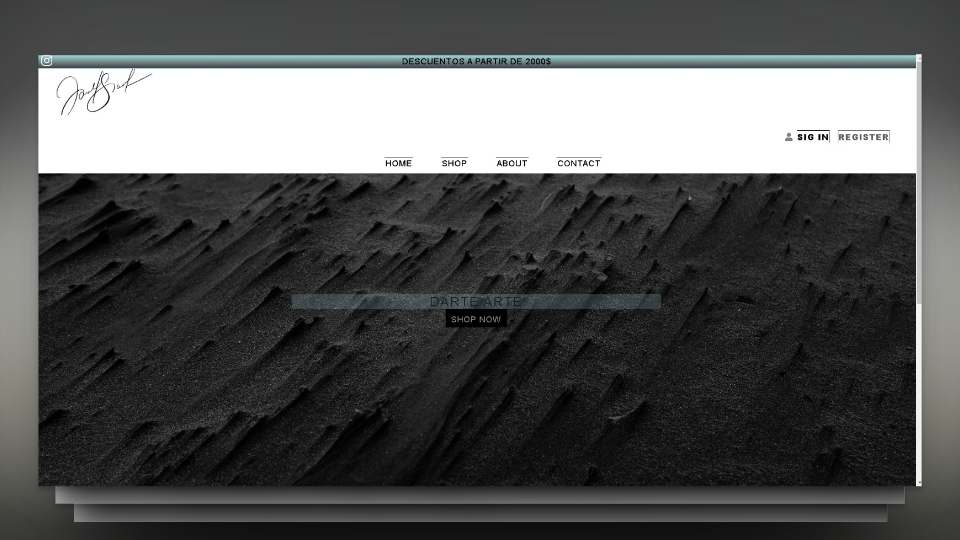 DESCUENTOS A PARTIR DE 2000$
SIG IN REGISTER
HOME SHOP ABOUT CONTACT
DARTE ARTE
SHOP NOW